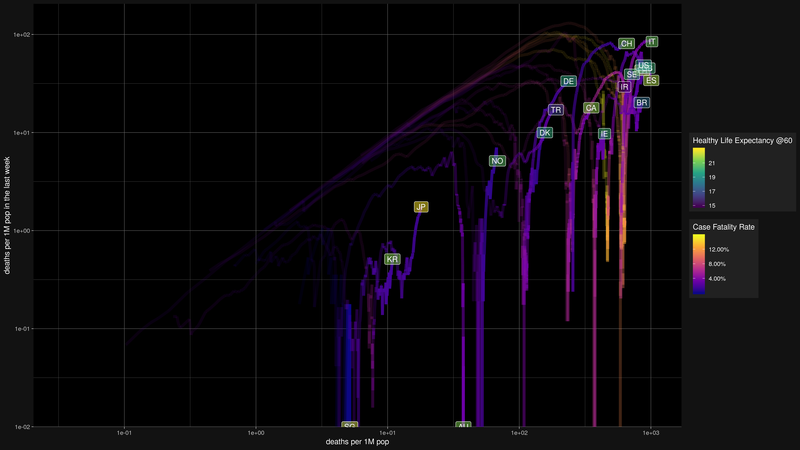 1e+02
1e+01
1e+00
1e-01
1e-02
deaths per 1M pop in the last week
CH
IT
US
SE
ES
IR
DE
BR
TR
CA
DK
IE
NO
JP
KR
SG
AU
1e-01
1e+00
1e+01
1e+02
1e+03
deaths per 1M pop
Healthy Life Expectancy @60
21
19
17
15
Case Fatality Rate
12.00%
8.00%
4.00%